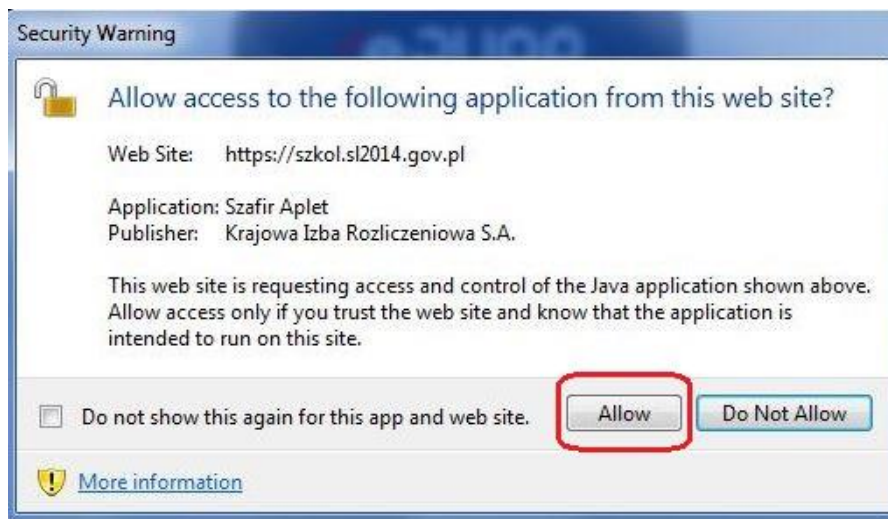 Security Warning
Allow access to the following application from this web site?
Web Site: https://szkol.sl2014.gov.pl
Application: Szafir Aplet
Publisher: Krajowa Izba Rozliczeniowa S.A.
This web site is requesting access and control of the Java application shown above.
Allow access only if you trust the web site and know that the application is
intended to run on this site.
Do not show this again for this app and web site.
Allow
Do Not Allow
More information